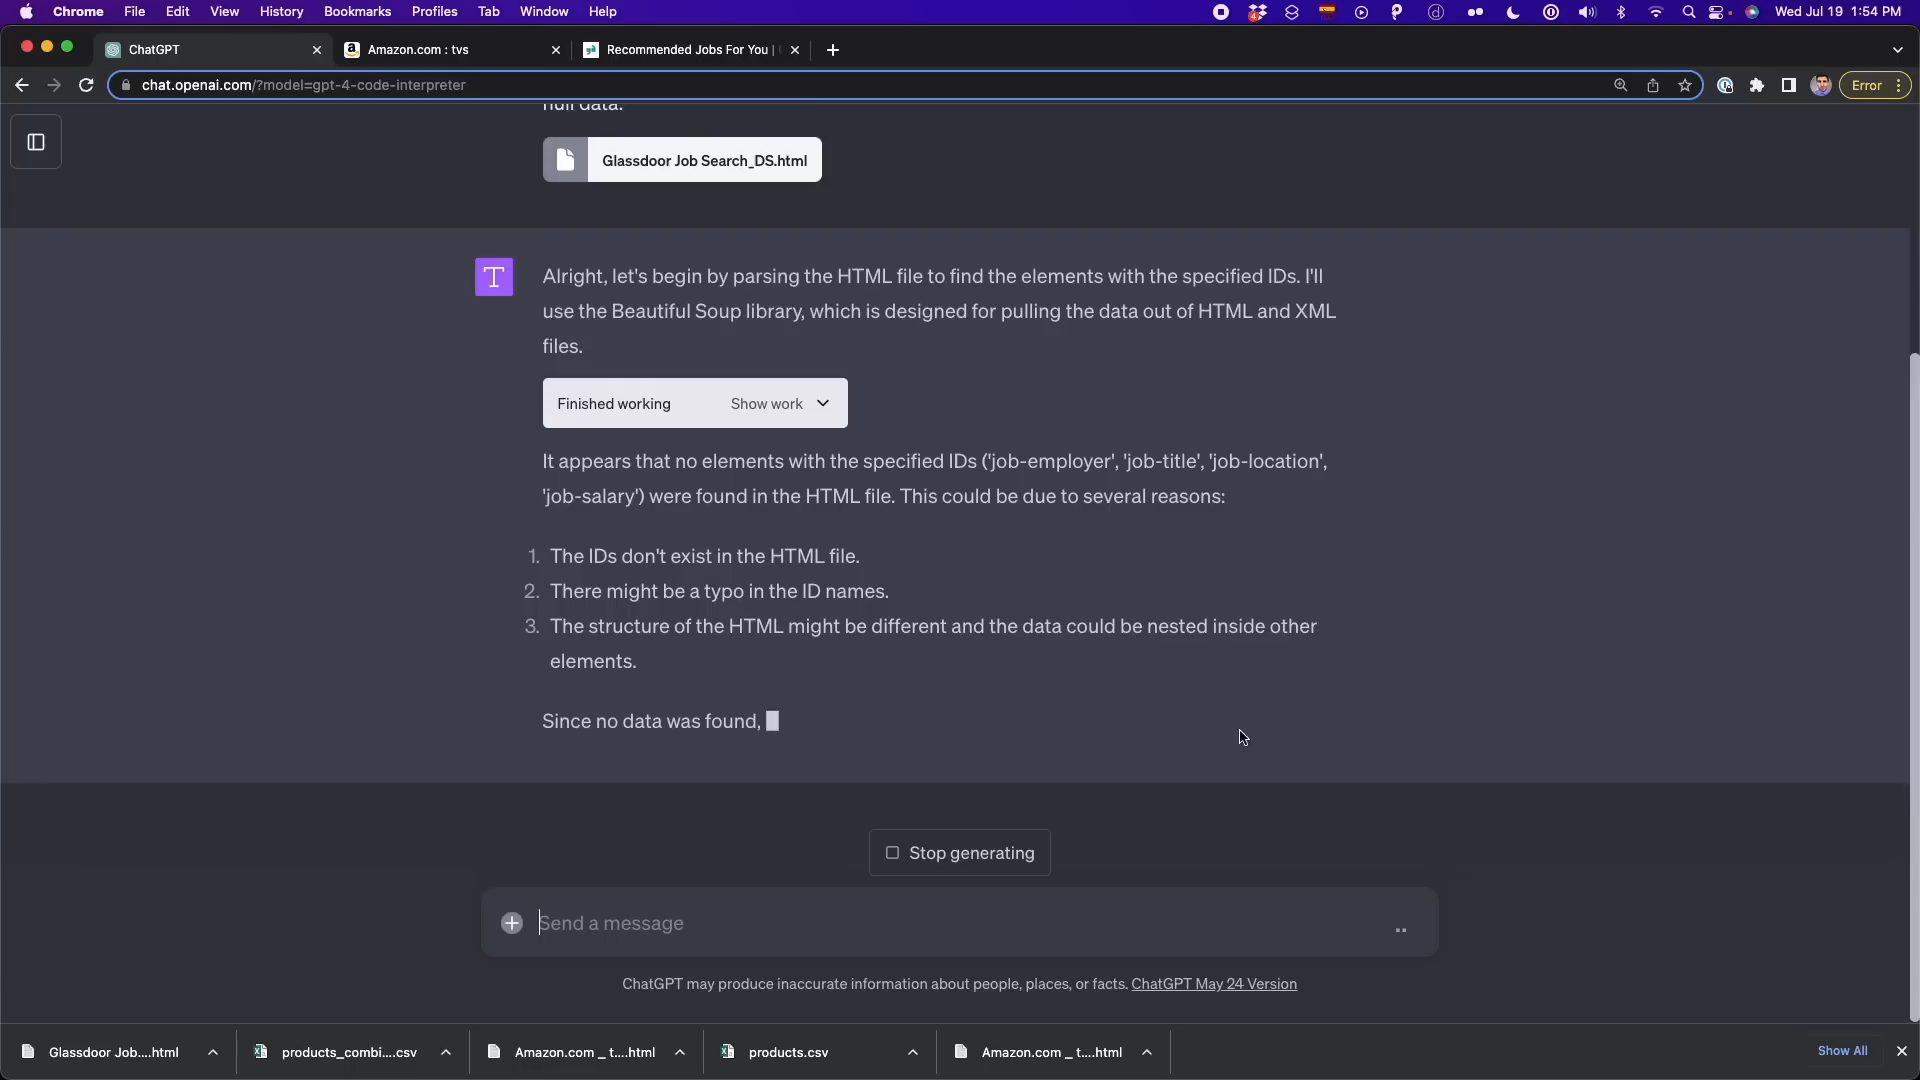 Chrome File Edit View History Bookmarks Profiles Tab Window Help Wed Jul 19 1:54 PM
ChatGPT Amazon.com : tvs Recommended Jobs For You |
chat.openai.com/?model=gpt-4-code-interpreter Error
null data.
Glassdoor Job Search_DS.html
T
Alright, let's begin by parsing the HTML file to find the elements with the specified IDs. I'll
use the Beautiful Soup library, which is designed for pulling the data out of HTML and XML
files.
Finished working Show work
It appears that no elements with the specified IDs ('job-employer', 'job-title', 'job-location',
'job-salary') were found in the HTML file. This could be due to several reasons:
1. The IDs don't exist in the HTML file.
2. There might be a typo in the ID names.
3. The structure of the HTML might be different and the data could be nested inside other
elements.
Since no data was found,
Stop generating
Send a message
ChatGPT may produce inaccurate information about people, places, or facts. ChatGPT May 24 Version
Glassdoor Job....html products_combi....csv Amazon.com _ t....html products.csv Amazon.com _ t....html Show All